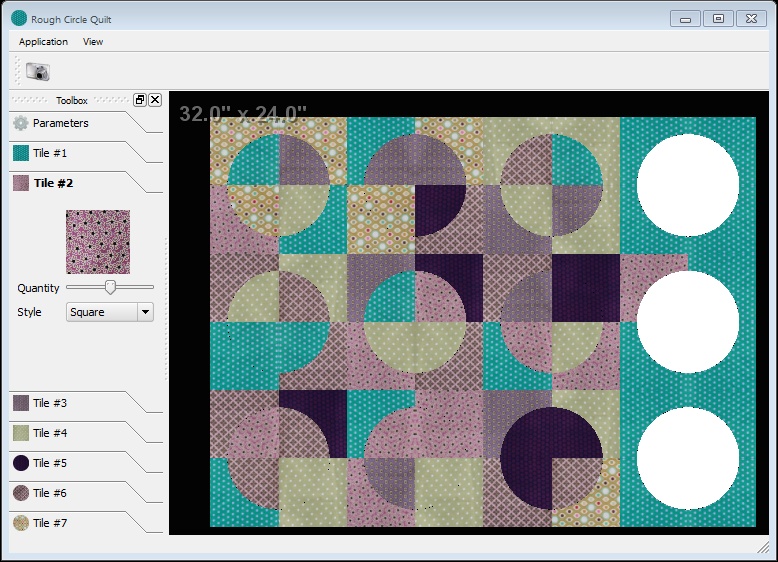 Rough Circle Quilt
Application View
Toolbox
Parameters
Tile #1
Tile #2
Quantity
Style Square
Tile #3
Tile #4
Tile #5
Tile #6
Tile #7
32.0" x 24.0"